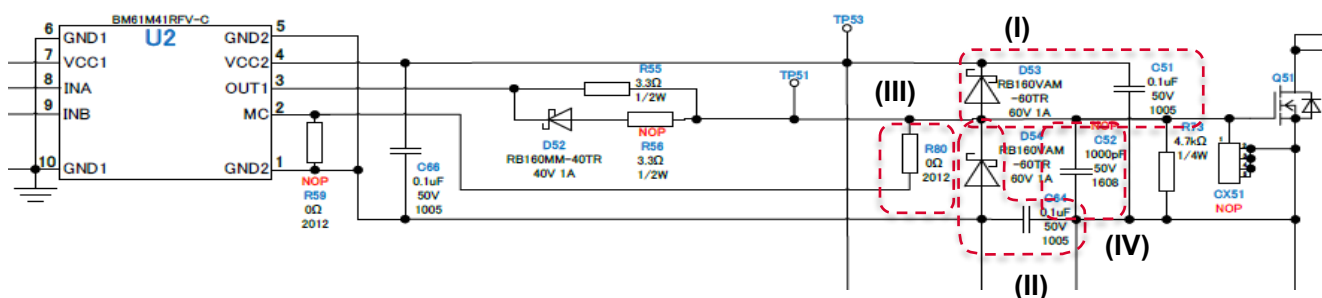 BM61M41RFV-C
U2
6
GND1
GND2
5
7
VCC1
VCC2
4
8
INA
OUT1
3
9
INB
MC
2
10
GND1
GND2
1
NOP
R59
0Ω
2012
C66
0.1uF
50V
1005
R55
3.3Ω
1/2W
D52
RB160MM-40TR
40V 1A
NOP
R56
3.3Ω
1/2W
TP51
TP53
(I)
D53
RB160VAM
-60TR
60V 1A
C51
0.1uF
50V
1005
(III)
R80
0Ω
2012
D54
RB160VAM
-60TR
60V 1A
NOP
C52
1000pF
50V
1608
R73
4.7kΩ
1/4W
C64
0.1uF
50V
1005
(II)
(IV)
Q51
CX51
NOP